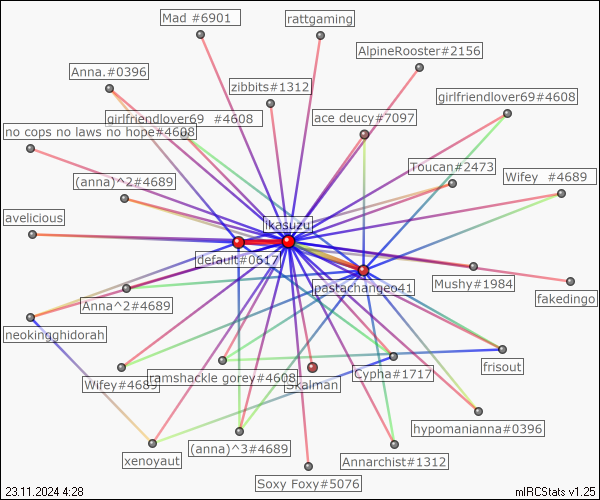 Mad #6901
rattgaming
AlpineRooster#2156
Anna.#0396
zibbits#1312
girlfriendlover69#4608
girlfriendlover69 #4608
ace deucy#7097
no cops no laws no hope#4608
Toucan#2473
(anna)^2#4689
Wifey #4689
avelicious
ikasuzu
default#0617
pastachangeo41
Mushy#1984
Anna^2#4689
fakedingo
neokingghidorah
frisout
Wifey#4689
ramshackle gorey#4608
Skalman
Cypha#1717
hypomanianna#0396
xenoyaut
(anna)^3#4689
Annarchist#1312
Soxy Foxy#5076
23.11.2024 4:28
mIRCStats v1.25